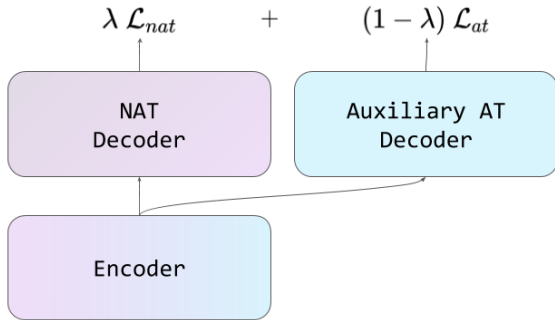 λ ℒnat + (1 − λ) ℒat
NAT
Decoder
Auxiliary AT
Decoder
Encoder